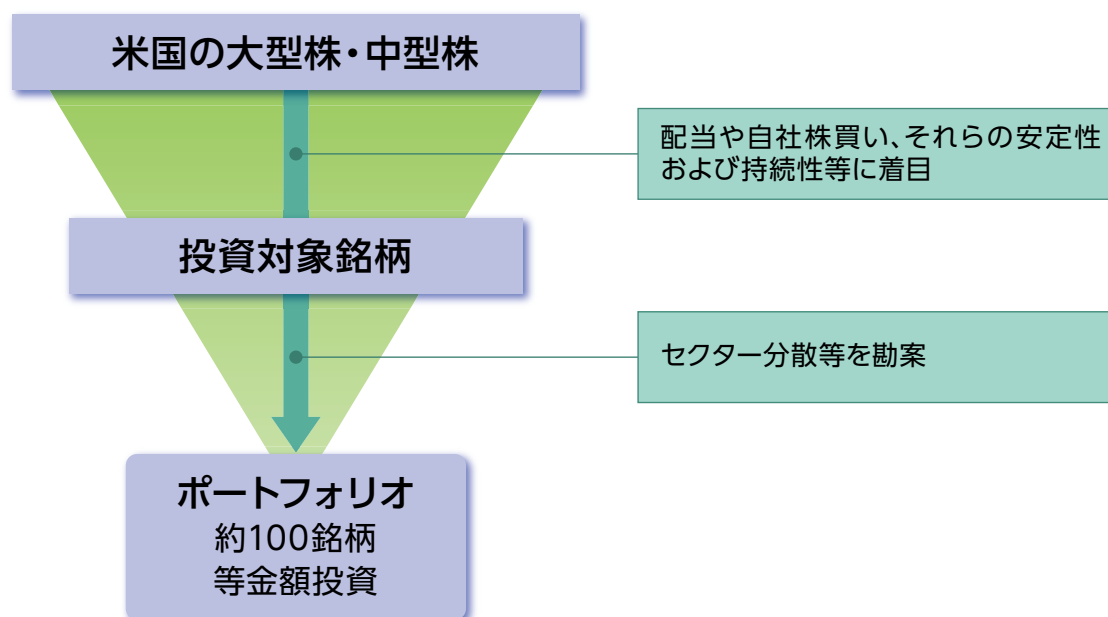 米国の大型株・中型株
配当や自社株買い、それらの安定性
および持続性等に着目
投資対象銘柄
セクター分散等を勘案
ポートフォリオ
約100銘柄
等金額投資